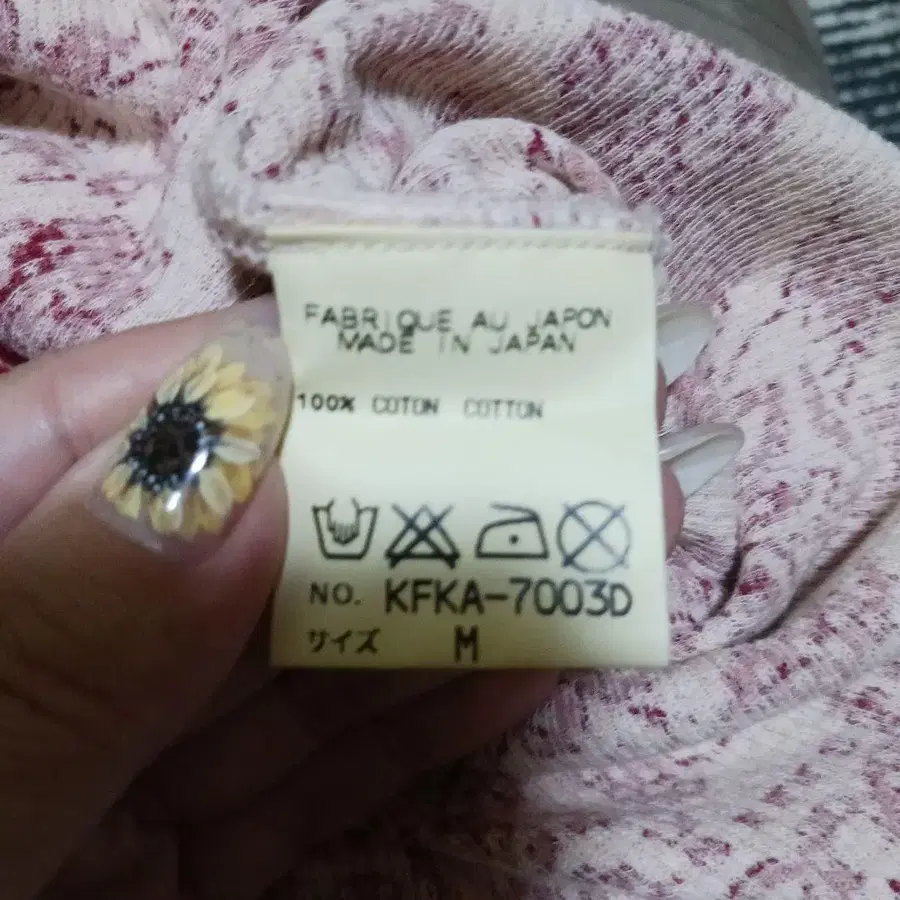 FABRIQUE AU JAPON
MADE IN JAPAN
100% COTON COTTON
NO. KFKA-7003D
サイズ M